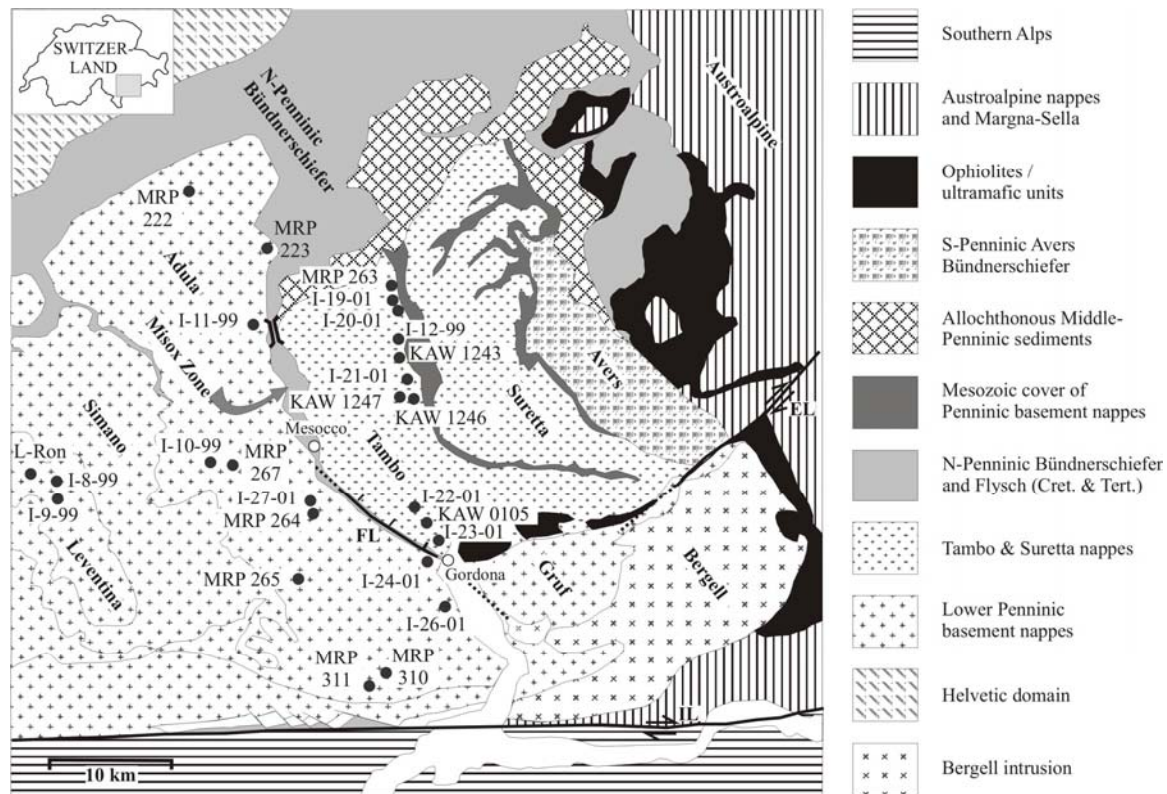 SWITZER-
LAND
N-Penninic
Bündnerschiefer
Austroalpine
MRP
222
MRP
223
Adula
MRP 263
I-19-01
I-20-01
I-11-99
I-12-99
KAW 1243
Misox Zone
I-21-01
KAW 1247
KAW 1246
Avers
Suretta
EL
Simano
Mesocco
Tambo
I-10-99
MRP
267
L-Ron
I-8-99
I-9-99
I-27-01
MRP 264
I-22-01
KAW 0105
I-23-01
FL
Leventina
Gordona
MRP 265
I-24-01
Gruf
Bergell
I-26-01
MRP
311
MRP
310
IL
10 km
Southern Alps
Austroalpine nappes
and Margna-Sella
Ophiolites /
ultramafic units
S-Penninic Avers
Bündnerschiefer
Allochthonous Middle-
Penninic sediments
Mesozoic cover of
Penninic basement nappes
N-Penninic Bündnerschiefer
and Flysch (Cret. & Tert.)
Tambo & Suretta nappes
Lower Penninic
basement nappes
Helvetic domain
Bergell intrusion